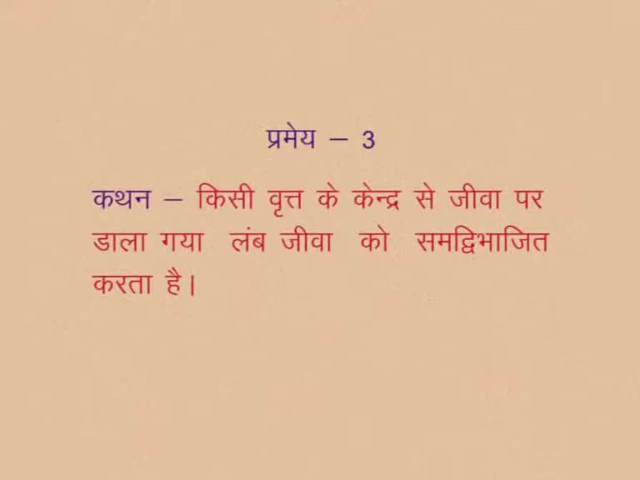 प्रमेय – 3
कथन – किसी वृत्त के केन्द्र से जीवा पर
डाला गया लंब जीवा को समद्विभाजित
करता है।